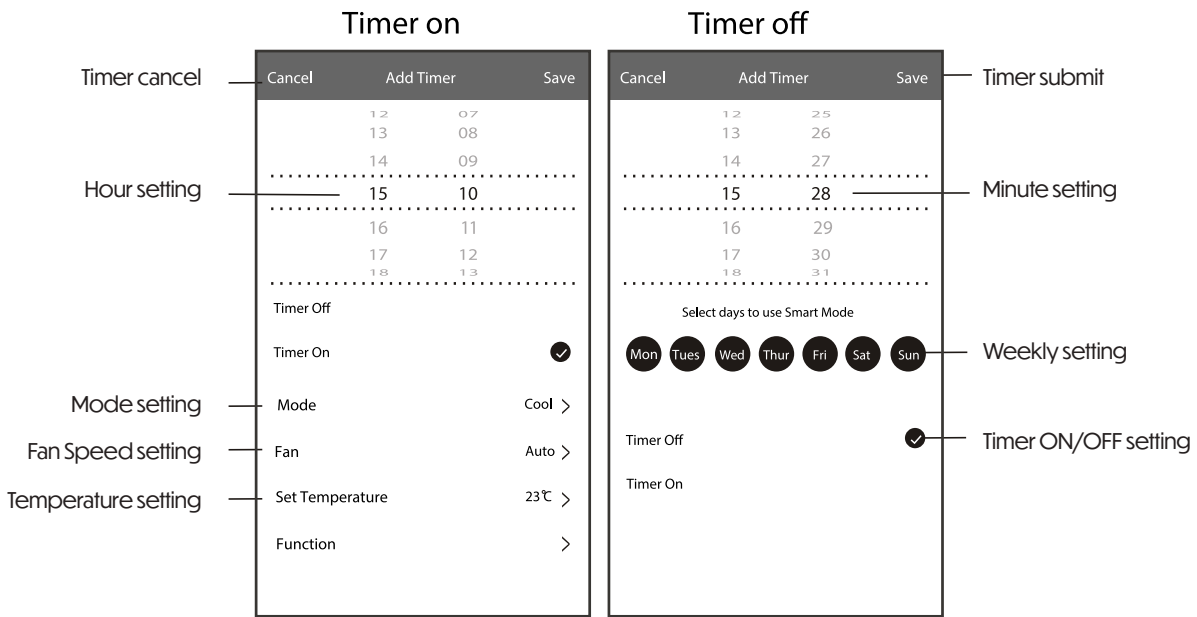 Timer on
Timer off
Timer cancel
Cancel Add Timer Save
Cancel Add Timer Save
Timer submit
12 07
13 08
14 09
15 10
16 11
17 12
18 13
Hour setting
12 25
13 26
14 27
15 28
16 29
17 30
18 31
Minute setting
Timer Off
Timer On
Mode setting
Mode Cool >
Fan Speed setting
Fan Auto >
Temperature setting
Set Temperature 23℃ >
Function >
Select days to use Smart Mode
Mon Tues Wed Thur Fri Sat Sun
Weekly setting
Timer Off
Timer ON/OFF setting
Timer On